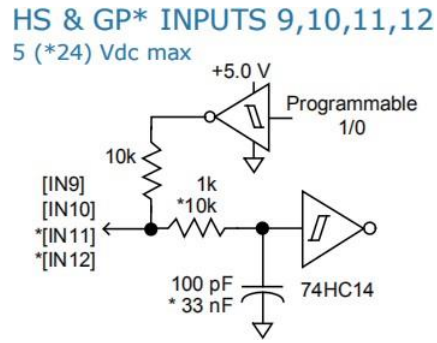 HS & GP* INPUTS 9,10,11,12
5 (*24) Vdc max
+5.0 V
Programmable
1/0
10k
[IN9]
[IN10]
*[IN11]
*[IN12]
1k
*10k
100 pF
* 33 nF
74HC14